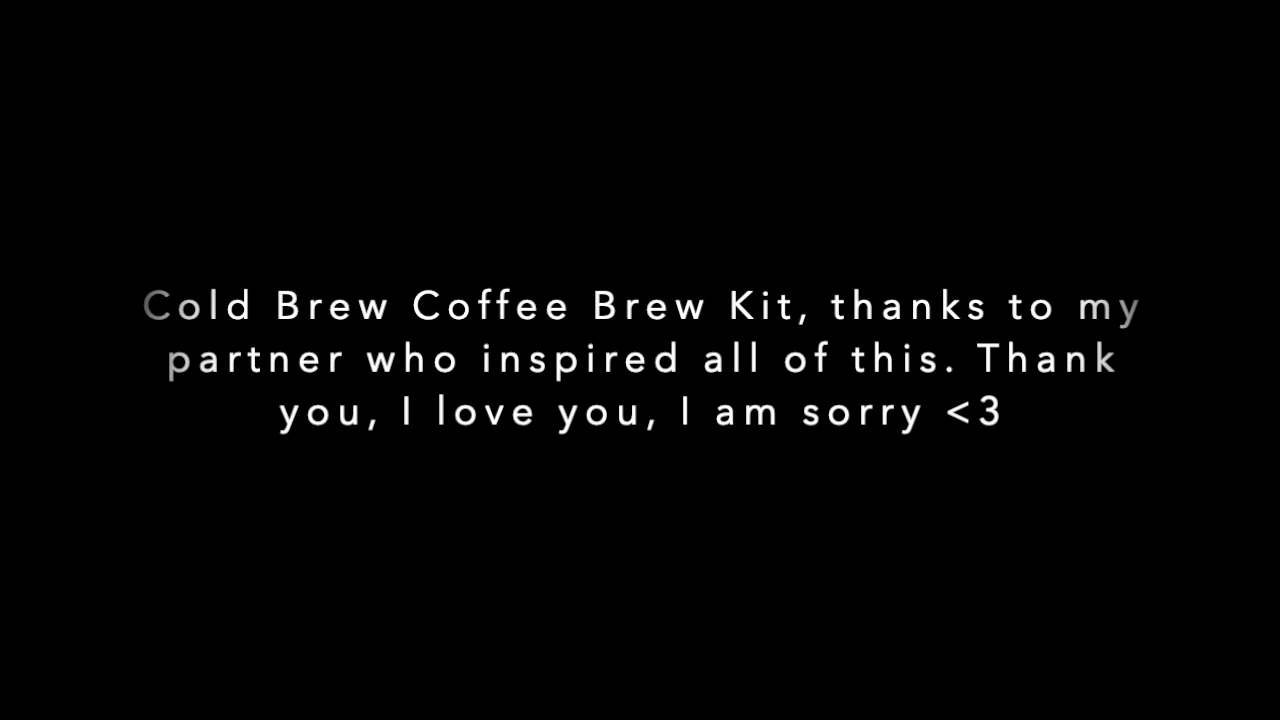 Cold Brew Coffee Brew Kit, thanks to my
partner who inspired all of this. Thank
you, I love you, I am sorry <3